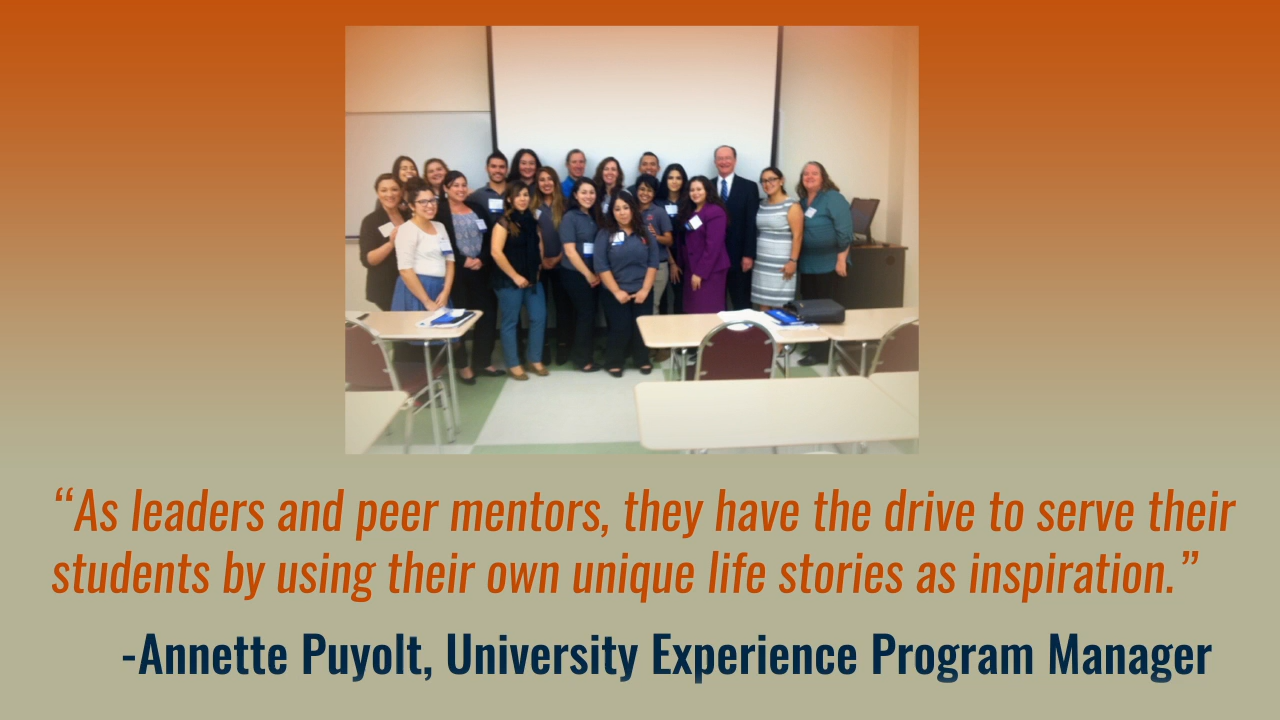 “As leaders and peer mentors, they have the drive to serve their
students by using their own unique life stories as inspiration.”
-Annette Puyolt, University Experience Program Manager